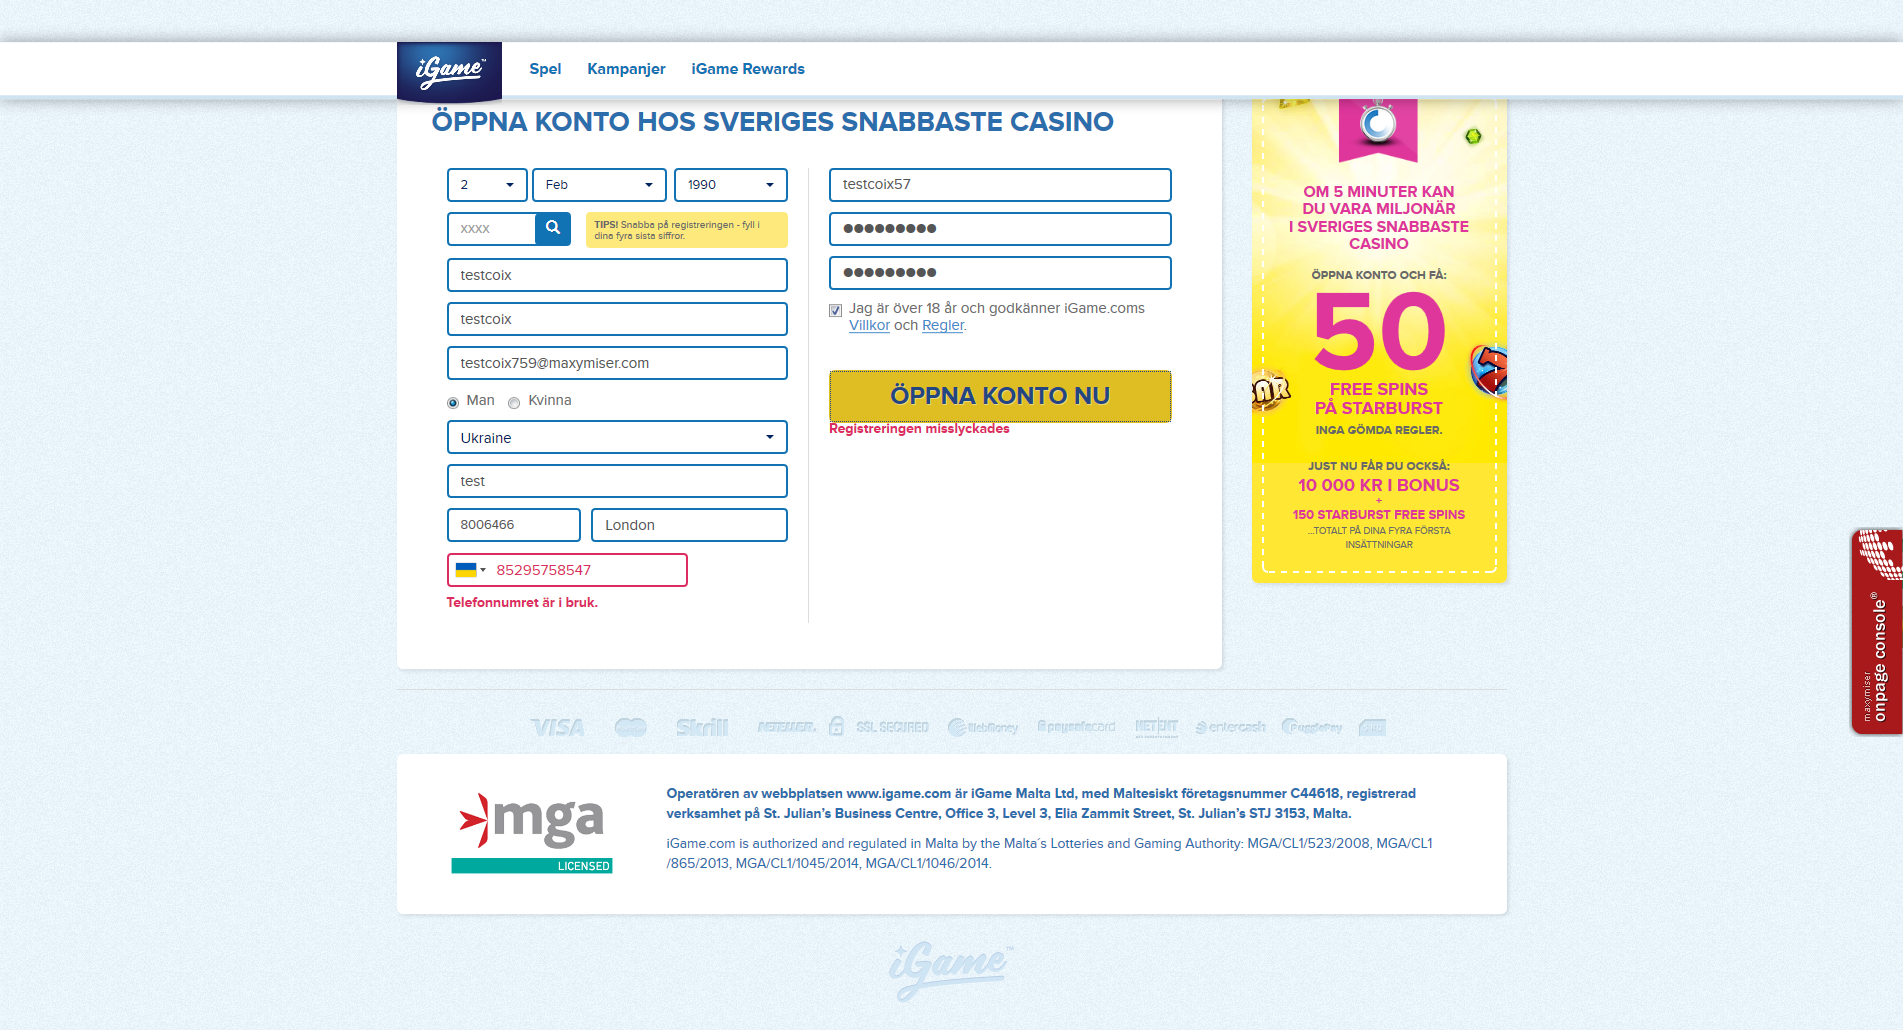 iGame™
Spel
Kampanjer
iGame Rewards
ÖPPNA KONTO HOS SVERIGES SNABBASTE CASINO
2
Feb
1990
xxxx
TIPS! Snabba på registreringen - fyll i
dina fyra sista siffror.
testcoix
testcoix
testcoix759@maxymiser.com
Man
Kvinna
Ukraine
test
8006466
London
85295758547
Telefonnumret är i bruk.
testcoix57
Jag är över 18 år och godkänner iGame.coms
Villkor och Regler.
ÖPPNA KONTO NU
Registreringen misslyckades
OM 5 MINUTER KAN
DU VARA MILJONÄR
I SVERIGES SNABBASTE
CASINO
ÖPPNA KONTO OCH FÅ:
50
FREE SPINS
PÅ STARBURST
INGA GÖMDA REGLER.
JUST NU FÅR DU OCKSÅ:
10 000 KR I BONUS
+
150 STARBURST FREE SPINS
...TOTALT PÅ DINA FYRA FÖRSTA
INSÄTTNINGAR
BAR
maxymiser
onpage console®
VISA
Skrill
NETELLER
SSL SECURED
WebMoney
paysafecard
NETENT
entercash
PugglePay
mga
LICENSED
Operatören av webbplatsen www.igame.com är iGame Malta Ltd, med Maltesiskt företagsnummer C44618, registrerad
verksamhet på St. Julian’s Business Centre, Office 3, Level 3, Elia Zammit Street, St. Julian’s STJ 3153, Malta.
iGame.com is authorized and regulated in Malta by the Malta´s Lotteries and Gaming Authority: MGA/CL1/523/2008, MGA/CL1
/865/2013, MGA/CL1/1045/2014, MGA/CL1/1046/2014.
iGame™